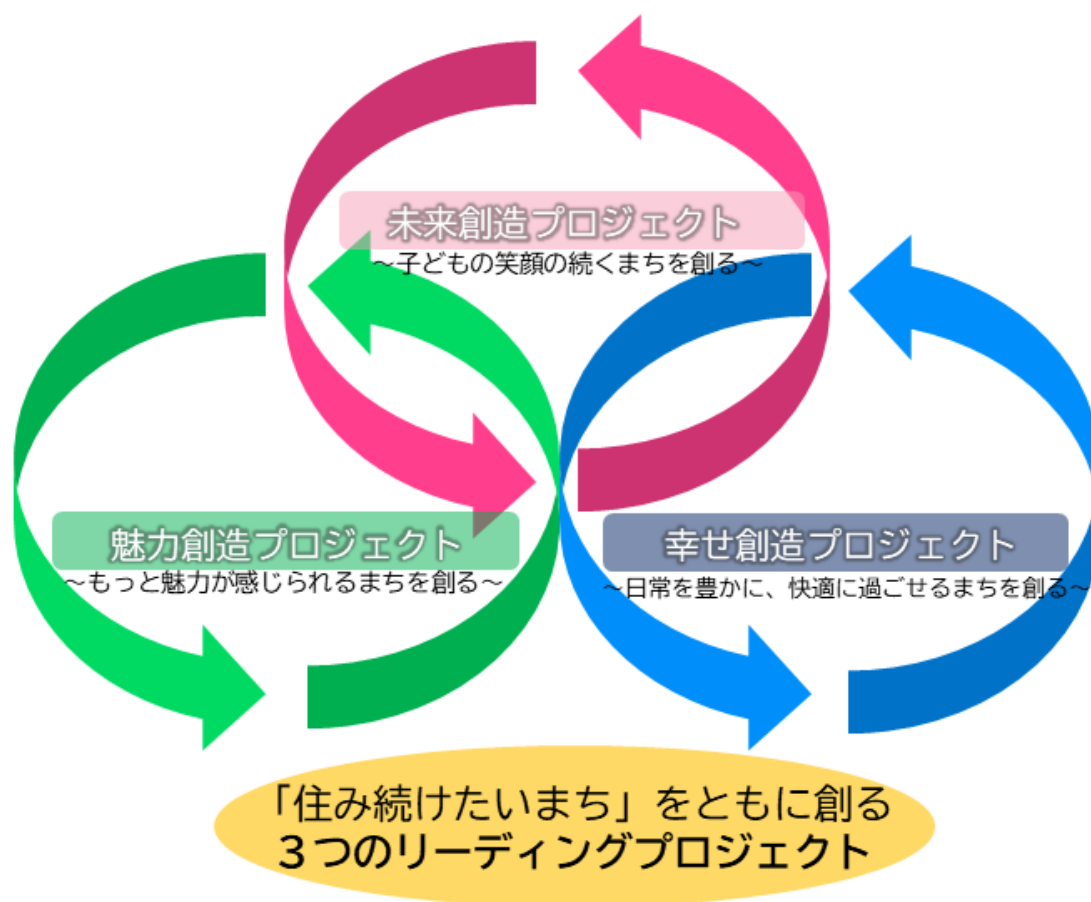 未来創造プロジェクト
～子どもの笑顔の続くまちを創る～
魅力創造プロジェクト
～もっと魅力が感じられるまちを創る～
幸せ創造プロジェクト
～日常を豊かに、快適に過ごせるまちを創る～
「住み続けたいまち」をともに創る
３つのリーディングプロジェクト